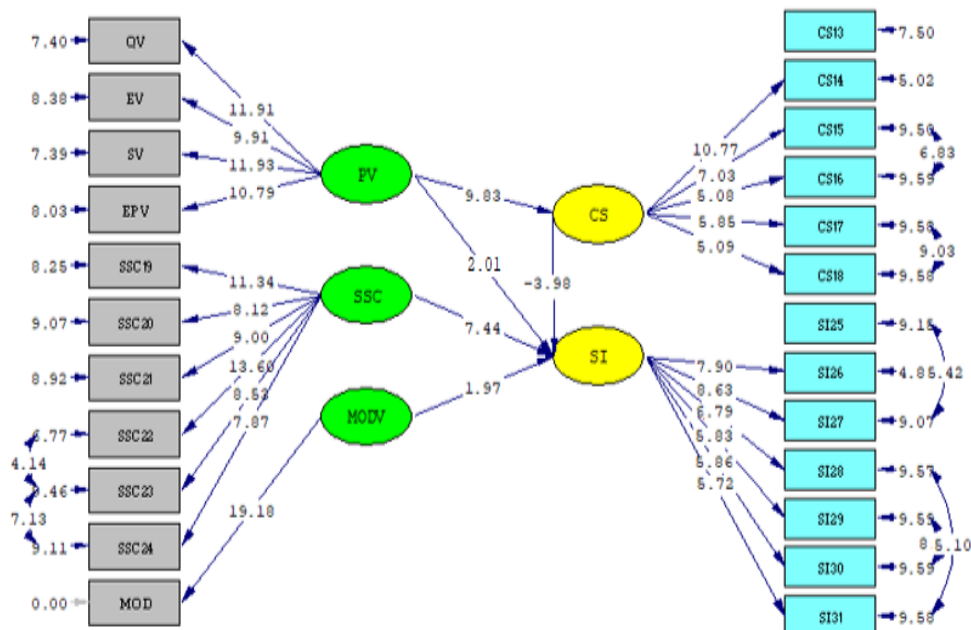 7.40 QV
8.38 EV
7.39 SV
8.03 EPV
8.25 SSC19
9.07 SSC20
8.92 SSC21
SSC22
4.14
SSC23
7.13
9.11 SSC24
0.00 MOD
11.91
9.91
11.93
10.79
11.34
8.12
9.00
13.60
8.53
7.87
19.18
PV
SSC
MODV
9.83
2.01
-3.98
7.44
1.97
CS
SI
10.77
7.03
5.08
5.85
5.09
7.90
8.63
6.79
5.83
5.86
5.72
CS13 7.50
CS14 5.02
CS15 9.50
6.83
CS16 9.59
CS17 9.58
9.03
CS18 9.58
SI25 9.15
SI26
SI27 9.07
SI28 9.57
SI29 9.59
SI30 9.59
SI31 9.58